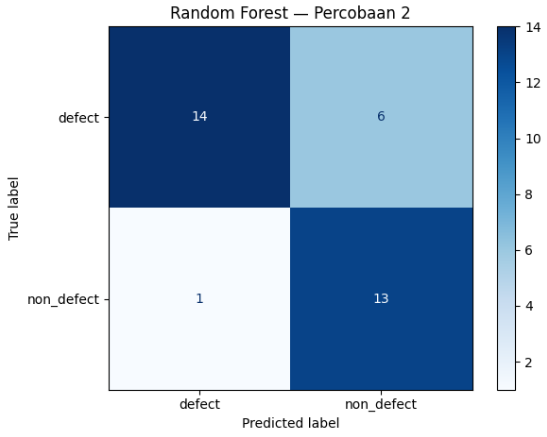 Random Forest — Percobaan 2
True label
defect
non_defect
14
6
1
13
defect
non_defect
Predicted label
14
12
10
8
6
4
2